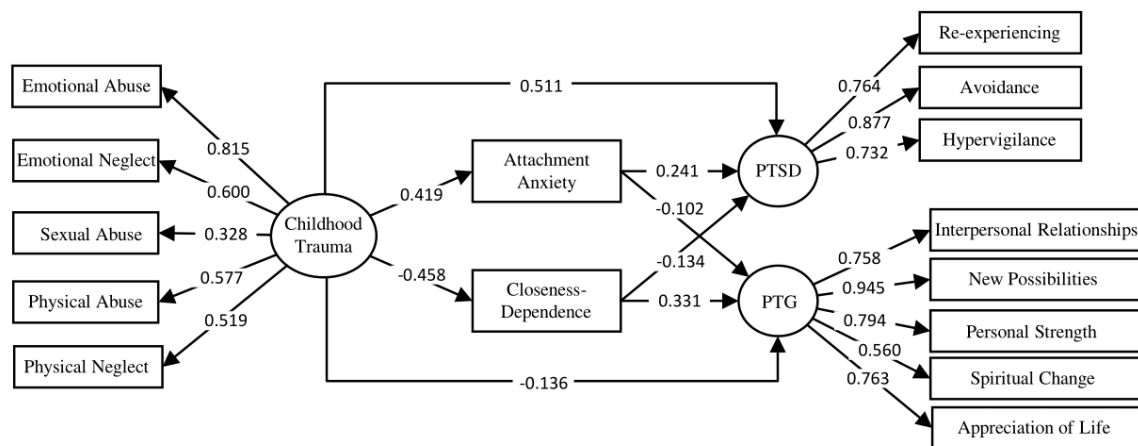 Re-experiencing
Emotional Abuse
0.511
0.764
Avoidance
0.877
0.815
Hypervigilance
0.732
Emotional Neglect
Attachment
Anxiety
0.241
PTSD
0.600
0.419
-0.102
Sexual Abuse
0.328
Childhood
Trauma
Interpersonal Relationships
0.758
-0.134
0.577
-0.458
New Possibilities
0.945
Physical Abuse
Closeness-
Dependence
0.331
PTG
0.794
0.519
Personal Strength
0.560
Physical Neglect
0.763
Spiritual Change
-0.136
Appreciation of Life